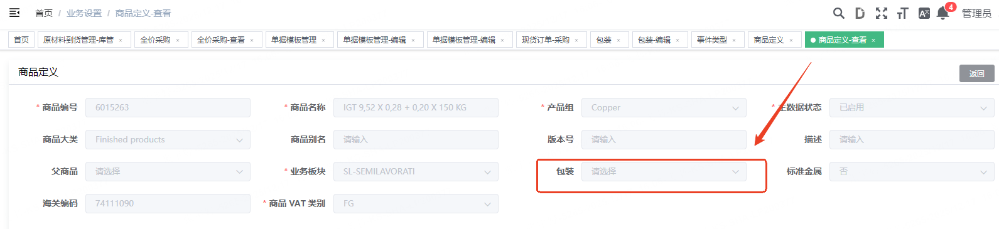 首页 / 业务设置 / 商品定义-查看 4 管理员
首页 原材料到货管理-库管 × 全价采购 × 全价采购-查看 × 单据模板管理 × 单据模板管理-编辑 × 单据模板管理-编辑 × 现货订单-采购 × 包装 × 包装-编辑 × 事件类型 × 商品定义 × 商品定义-查看 ×
商品定义 返回
* 商品编号 6015263 * 商品名称 IGT 9,52 X 0,28 + 0,20 X 150 KG * 产品组 Copper * 主数据状态 已启用
商品大类 Finished products 商品别名 请输入 版本号 请输入 描述 请输入
父商品 请选择 * 业务板块 SL-SEMILAVORATI 包装 请选择 标准金属 否
海关编码 74111090 * 商品 VAT 类别 FG